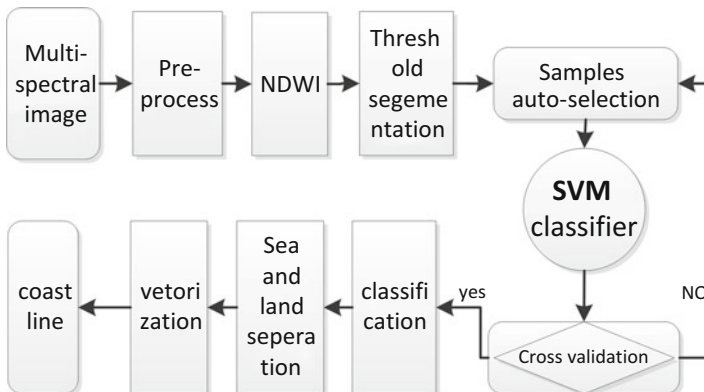 Multi-
spectral
image
Pre-
process
NDWI
Thresh
old
segeme
ntation
Samples
auto-selection
SVM
classifier
Cross validation
NO
yes
classifi
cation
Sea
and
land
sepera
tion
vetori
zation
coast
line